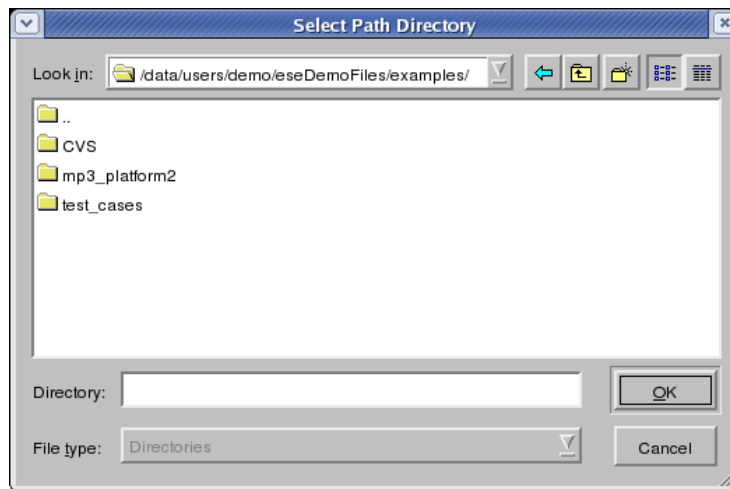 Select Path Directory
Look in: /data/users/demo/eseDemoFiles/examples/
..
CVS
mp3_platform2
test_cases
Directory: OK
File type: Directories Cancel